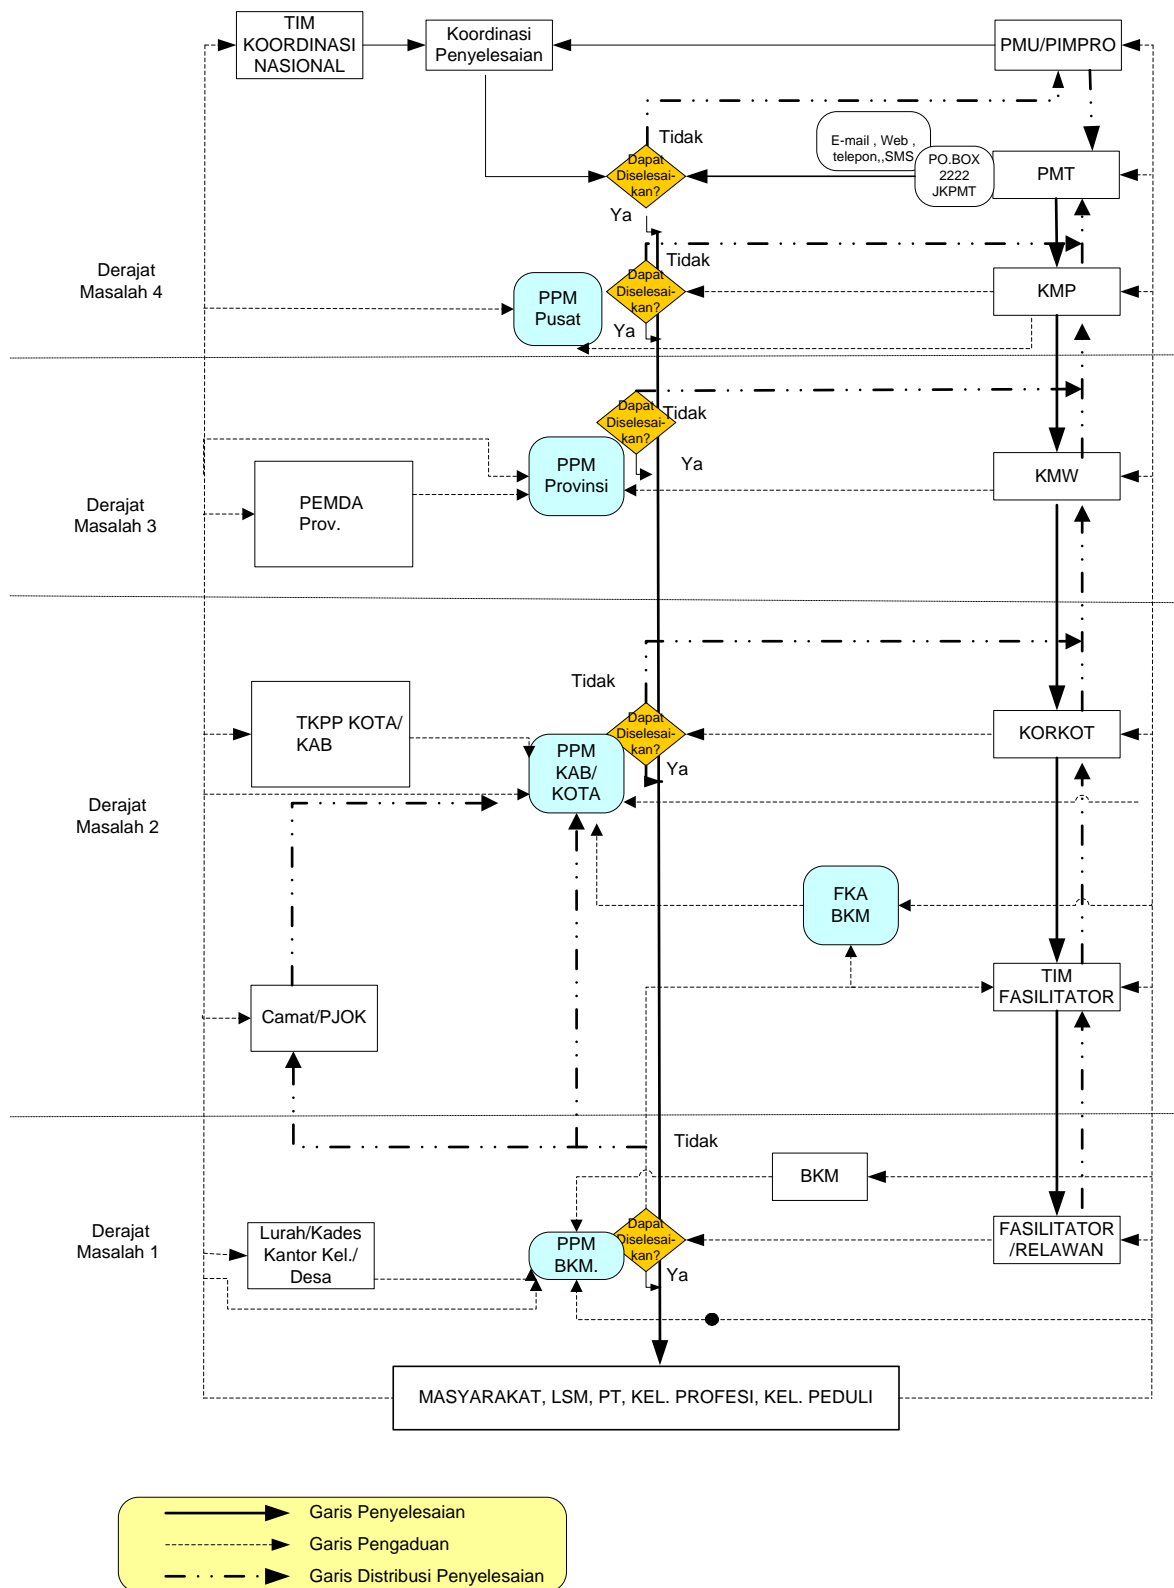 TIM
KOORDINASI
NASIONAL
Koordinasi
Penyelesaian
PMU/PIMPRO
Tidak
E-mail , Web ,
telepon,,SMS
Dapat
Diselesai-
kan?
PO.BOX
2222
JKPMT
PMT
Ya
Tidak
Derajat
Masalah 4
PPM
Pusat
Dapat
Diselesai-
kan?
KMP
Ya
Dapat
Diselesai-
kan?
Tidak
Ya
PPM
Provinsi
KMW
Derajat
Masalah 3
PEMDA
Prov.
Tidak
TKPP KOTA/
KAB
Dapat
Diselesai-
kan?
KORKOT
PPM
KAB/
KOTA
Ya
Derajat
Masalah 2
FKA
BKM
TIM
FASILITATOR
Camat/PJOK
Tidak
BKM
Derajat
Masalah 1
Lurah/Kades
Kantor Kel./
Desa
PPM
BKM.
Dapat
Diselesai-
kan?
FASILITATOR
/RELAWAN
Ya
MASYARAKAT, LSM, PT, KEL. PROFESI, KEL. PEDULI
Garis Penyelesaian
Garis Pengaduan
Garis Distribusi Penyelesaian